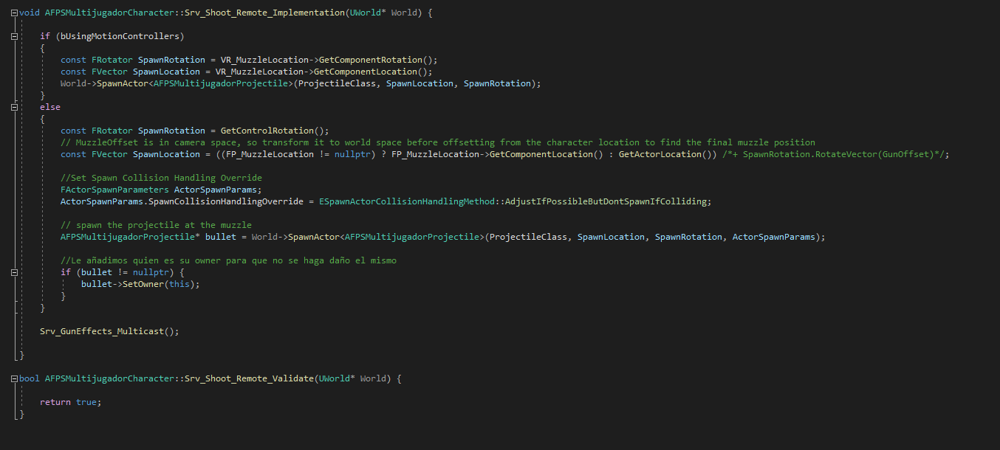 void AFPSMultijugadorCharacter::Srv_Shoot_Remote_Implementation(UWorld* World) {
if (bUsingMotionControllers)
{
const FRotator SpawnRotation = VR_MuzzleLocation->GetComponentRotation();
const FVector SpawnLocation = VR_MuzzleLocation->GetComponentLocation();
World->SpawnActor<AFPSMultijugadorProjectile>(ProjectileClass, SpawnLocation, SpawnRotation);
}
else
{
const FRotator SpawnRotation = GetControlRotation();
// MuzzleOffset is in camera space, so transform it to world space before offsetting from the character location to find the final muzzle position
const FVector SpawnLocation = ((FP_MuzzleLocation != nullptr) ? FP_MuzzleLocation->GetComponentLocation() : GetActorLocation()) /*+ SpawnRotation.RotateVector(GunOffset)*/;
//Set Spawn Collision Handling Override
FActorSpawnParameters ActorSpawnParams;
ActorSpawnParams.SpawnCollisionHandlingOverride = ESpawnActorCollisionHandlingMethod::AdjustIfPossibleButDontSpawnIfColliding;
// spawn the projectile at the muzzle
AFPSMultijugadorProjectile* bullet = World->SpawnActor<AFPSMultijugadorProjectile>(ProjectileClass, SpawnLocation, SpawnRotation, ActorSpawnParams);
//Le añadimos quien es su owner para que no se haga daño el mismo
if (bullet != nullptr) {
bullet->SetOwner(this);
}
}
Srv_GunEffects_Multicast();
}
bool AFPSMultijugadorCharacter::Srv_Shoot_Remote_Validate(UWorld* World) {
return true;
}